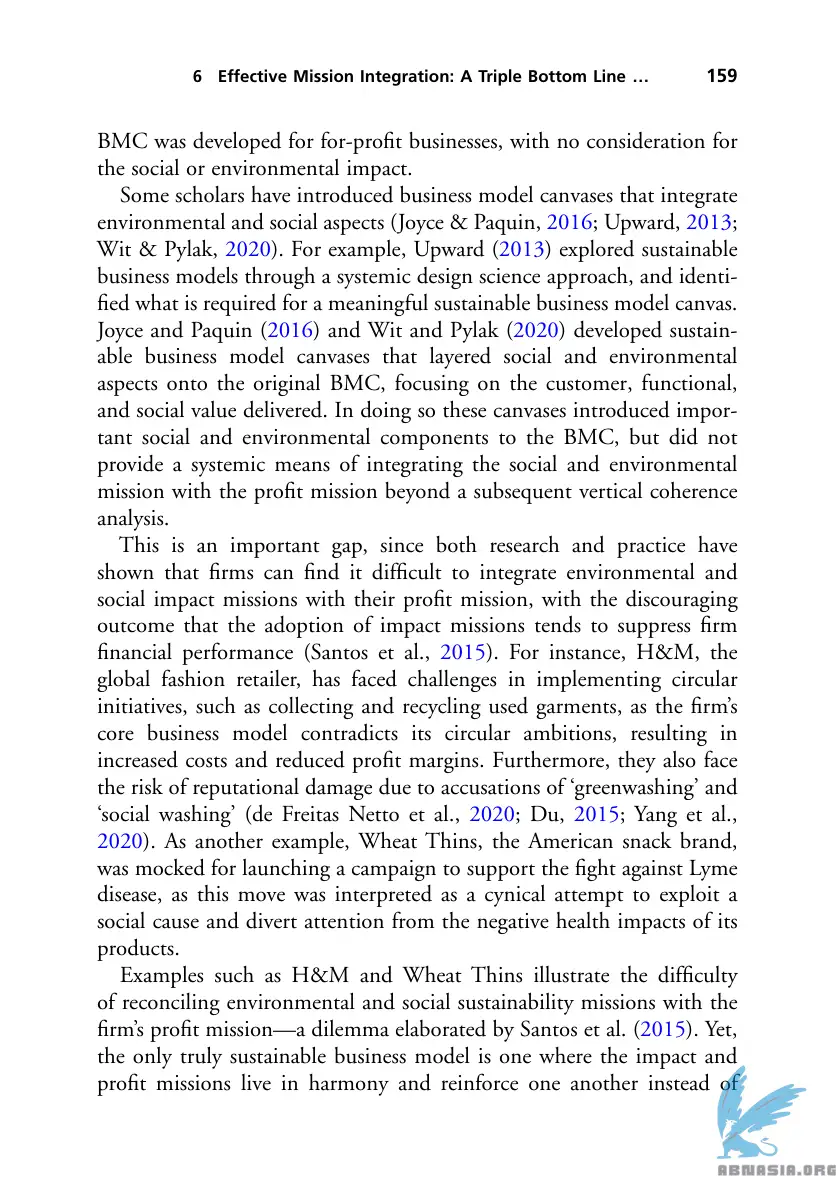 6 Effective Mission Integration: A Triple Bottom Line … 159
BMC was developed for for-profit businesses, with no consideration for
the social or environmental impact.
Some scholars have introduced business model canvases that integrate
environmental and social aspects (Joyce & Paquin, 2016; Upward, 2013;
Wit & Pylak, 2020). For example, Upward (2013) explored sustainable
business models through a systemic design science approach, and identi-
fied what is required for a meaningful sustainable business model canvas.
Joyce and Paquin (2016) and Wit and Pylak (2020) developed sustain-
able business model canvases that layered social and environmental
aspects onto the original BMC, focusing on the customer, functional,
and social value delivered. In doing so these canvases introduced impor-
tant social and environmental components to the BMC, but did not
provide a systemic means of integrating the social and environmental
mission with the profit mission beyond a subsequent vertical coherence
analysis.
This is an important gap, since both research and practice have
shown that firms can find it difficult to integrate environmental and
social impact missions with their profit mission, with the discouraging
outcome that the adoption of impact missions tends to suppress firm
financial performance (Santos et al., 2015). For instance, H&M, the
global fashion retailer, has faced challenges in implementing circular
initiatives, such as collecting and recycling used garments, as the firm's
core business model contradicts its circular ambitions, resulting in
increased costs and reduced profit margins. Furthermore, they also face
the risk of reputational damage due to accusations of ‘greenwashing’ and
‘social washing’ (de Freitas Netto et al., 2020; Du, 2015; Yang et al.,
2020). As another example, Wheat Thins, the American snack brand,
was mocked for launching a campaign to support the fight against Lyme
disease, as this move was interpreted as a cynical attempt to exploit a
social cause and divert attention from the negative health impacts of its
products.
Examples such as H&M and Wheat Thins illustrate the difficulty
of reconciling environmental and social sustainability missions with the
firm's profit mission—a dilemma elaborated by Santos et al. (2015). Yet,
the only truly sustainable business model is one where the impact and
profit missions live in harmony and reinforce one another instead of
ABNASIA.ORG